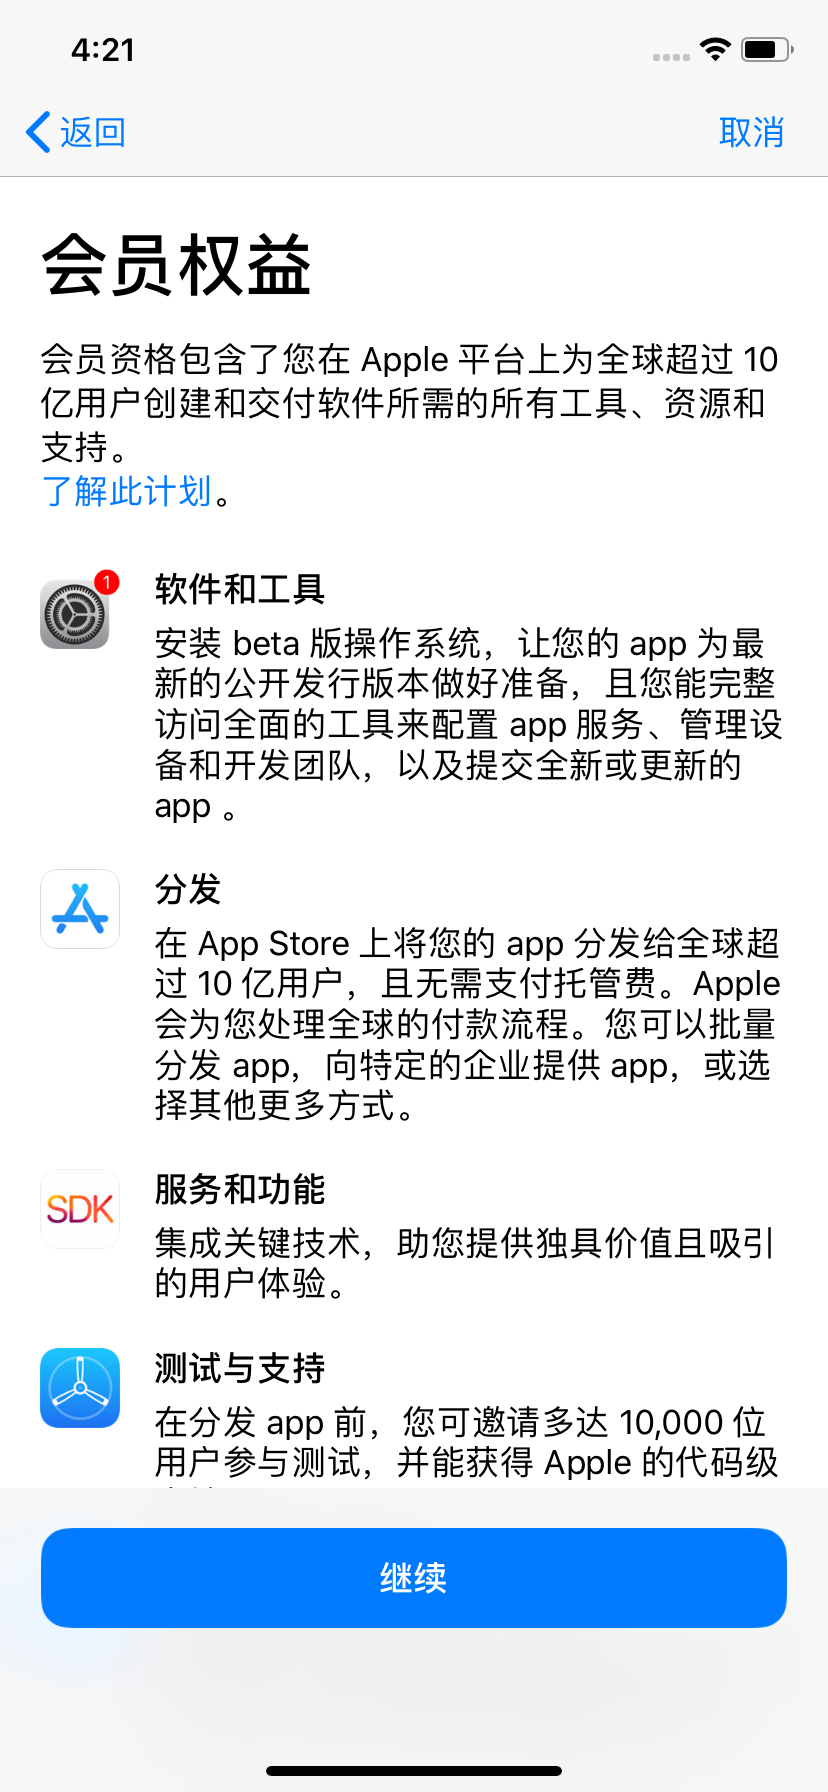 4:21
返回
取消
会员权益
会员资格包含了您在 Apple 平台上为全球超过 10
亿用户创建和交付软件所需的所有工具、资源和
支持。
了解此计划。
1
软件和工具
安装 beta 版操作系统，让您的 app 为最
新的公开发行版本做好准备，且您能完整
访问全面的工具来配置 app 服务、管理设
备和开发团队，以及提交全新或更新的
app 。
分发
在 App Store 上将您的 app 分发给全球超
过 10 亿用户，且无需支付托管费。Apple
会为您处理全球的付款流程。您可以批量
分发 app，向特定的企业提供 app，或选
择其他更多方式。
SDK
服务和功能
集成关键技术，助您提供独具价值且吸引
的用户体验。
测试与支持
在分发 app 前，您可邀请多达 10,000 位
用户参与测试，并能获得 Apple 的代码级
继续